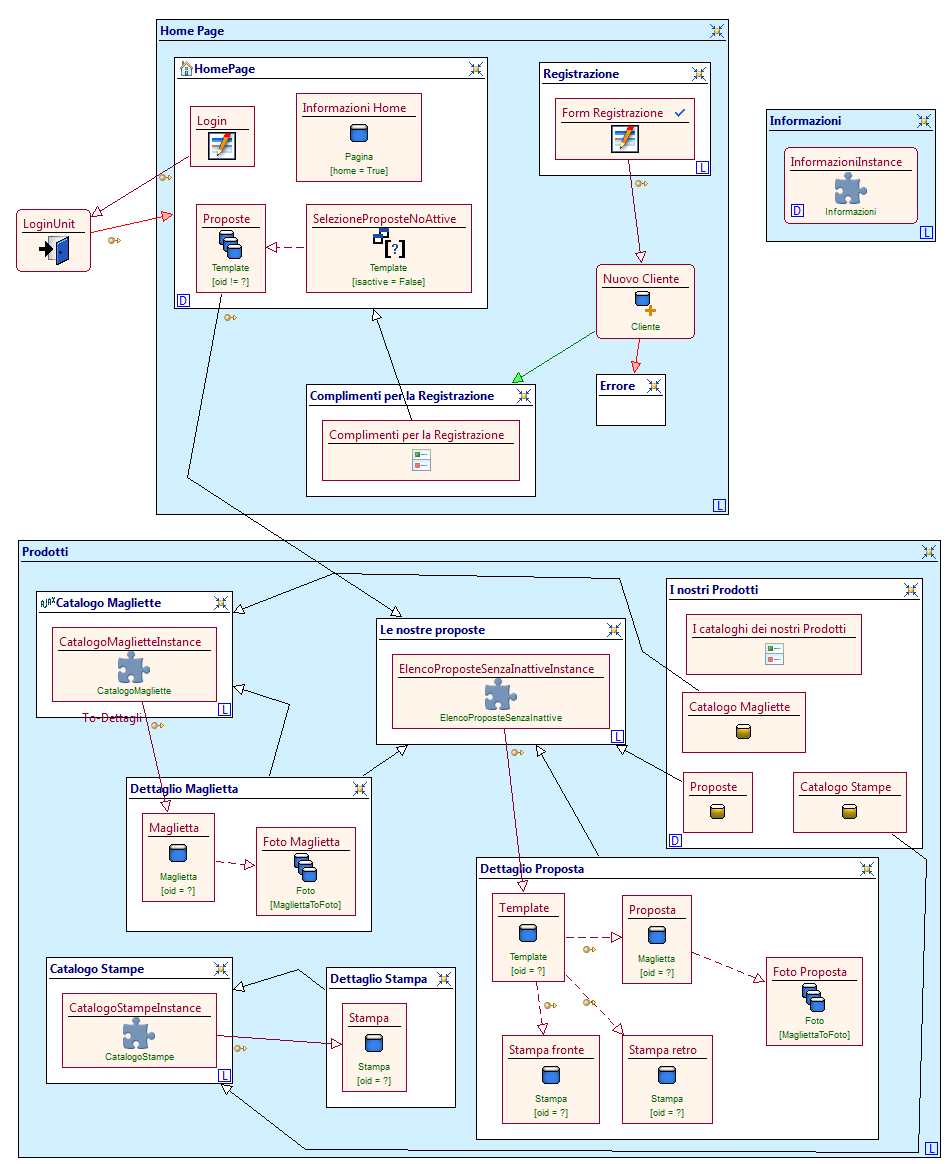 Home Page
HomePage
Login
Informazioni Home
Pagina
[home = True]
Proposte
Template
[oid != ?]
SelezioneProposteNoAttive
[?]
Template
[isactive = False]
D
LoginUnit
Registrazione
Form Registrazione
L
Nuovo Cliente
Cliente
Errore
Complimenti per la Registrazione
Complimenti per la Registrazione
L
Informazioni
InformazioniInstance
D
Informazioni
L
Prodotti
AJAX Catalogo Magliette
CatalogoMaglietteInstance
CatalogoMagliette
L
To-Dettagli
Le nostre proposte
ElencoProposteSenzaInattiveInstance
ElencoProposteSenzaInattive
L
I nostri Prodotti
I cataloghi dei nostri Prodotti
Catalogo Magliette
Proposte
Catalogo Stampe
D
Dettaglio Maglietta
Maglietta
Maglietta
[oid = ?]
Foto Maglietta
Foto
[MagliettaToFoto]
Dettaglio Proposta
Template
Template
[oid = ?]
Proposta
Maglietta
[oid = ?]
Foto Proposta
Foto
[MagliettaToFoto]
Stampa fronte
Stampa
[oid = ?]
Stampa retro
Stampa
[oid = ?]
Catalogo Stampe
CatalogoStampeInstance
CatalogoStampe
L
Dettaglio Stampa
Stampa
Stampa
[oid = ?]
L